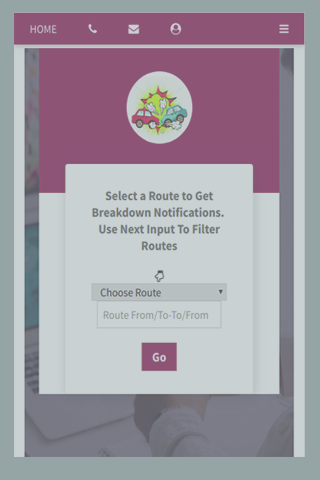 HOME
Select a Route to Get
Breakdown Notifications.
Use Next Input To Filter
Routes
Choose Route
Route From/To-To/From
Go